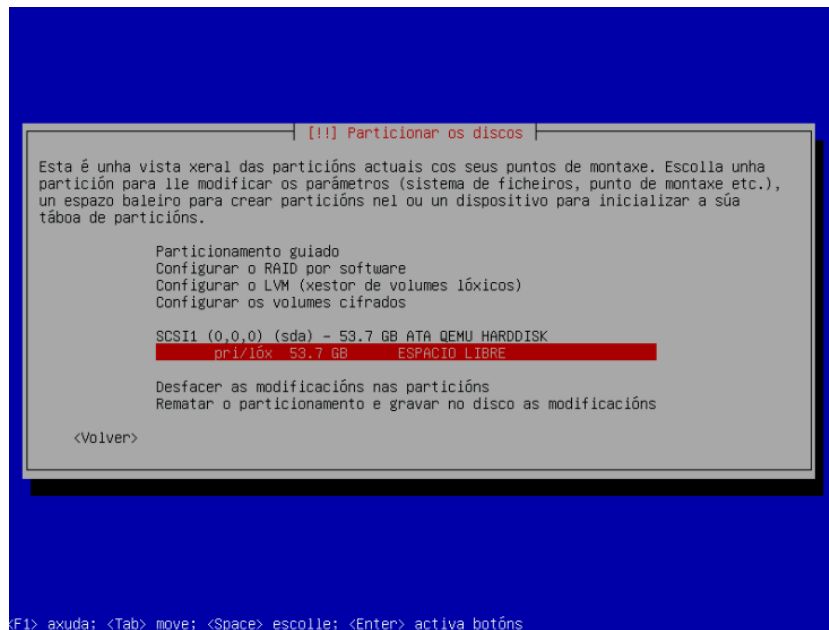 [!!] Particionar os discos
Esta é unha vista xeral das particións actuais cos seus puntos de montaxe. Escolla unha
partición para lle modificar os parámetros (sistema de ficheiros, punto de montaxe etc.),
un espazo baleiro para crear particións nel ou un dispositivo para inicializar a súa
táboa de particións.
Particionamento guiado
Configurar o RAID por software
Configurar o LVM (xestor de volumes lóxicos)
Configurar os volumes cifrados
SCSI1 (0,0,0) (sda) - 53.7 GB ATA QEMU HARDDISK
pri/lóx 53.7 GB ESPACIO LIBRE
Desfacer as modificacións nas particións
Rematar o particionamento e gravar no disco as modificacións
<Volver>
<F1> axuda; <Tab> move; <Space> escolle; <Enter> activa botóns